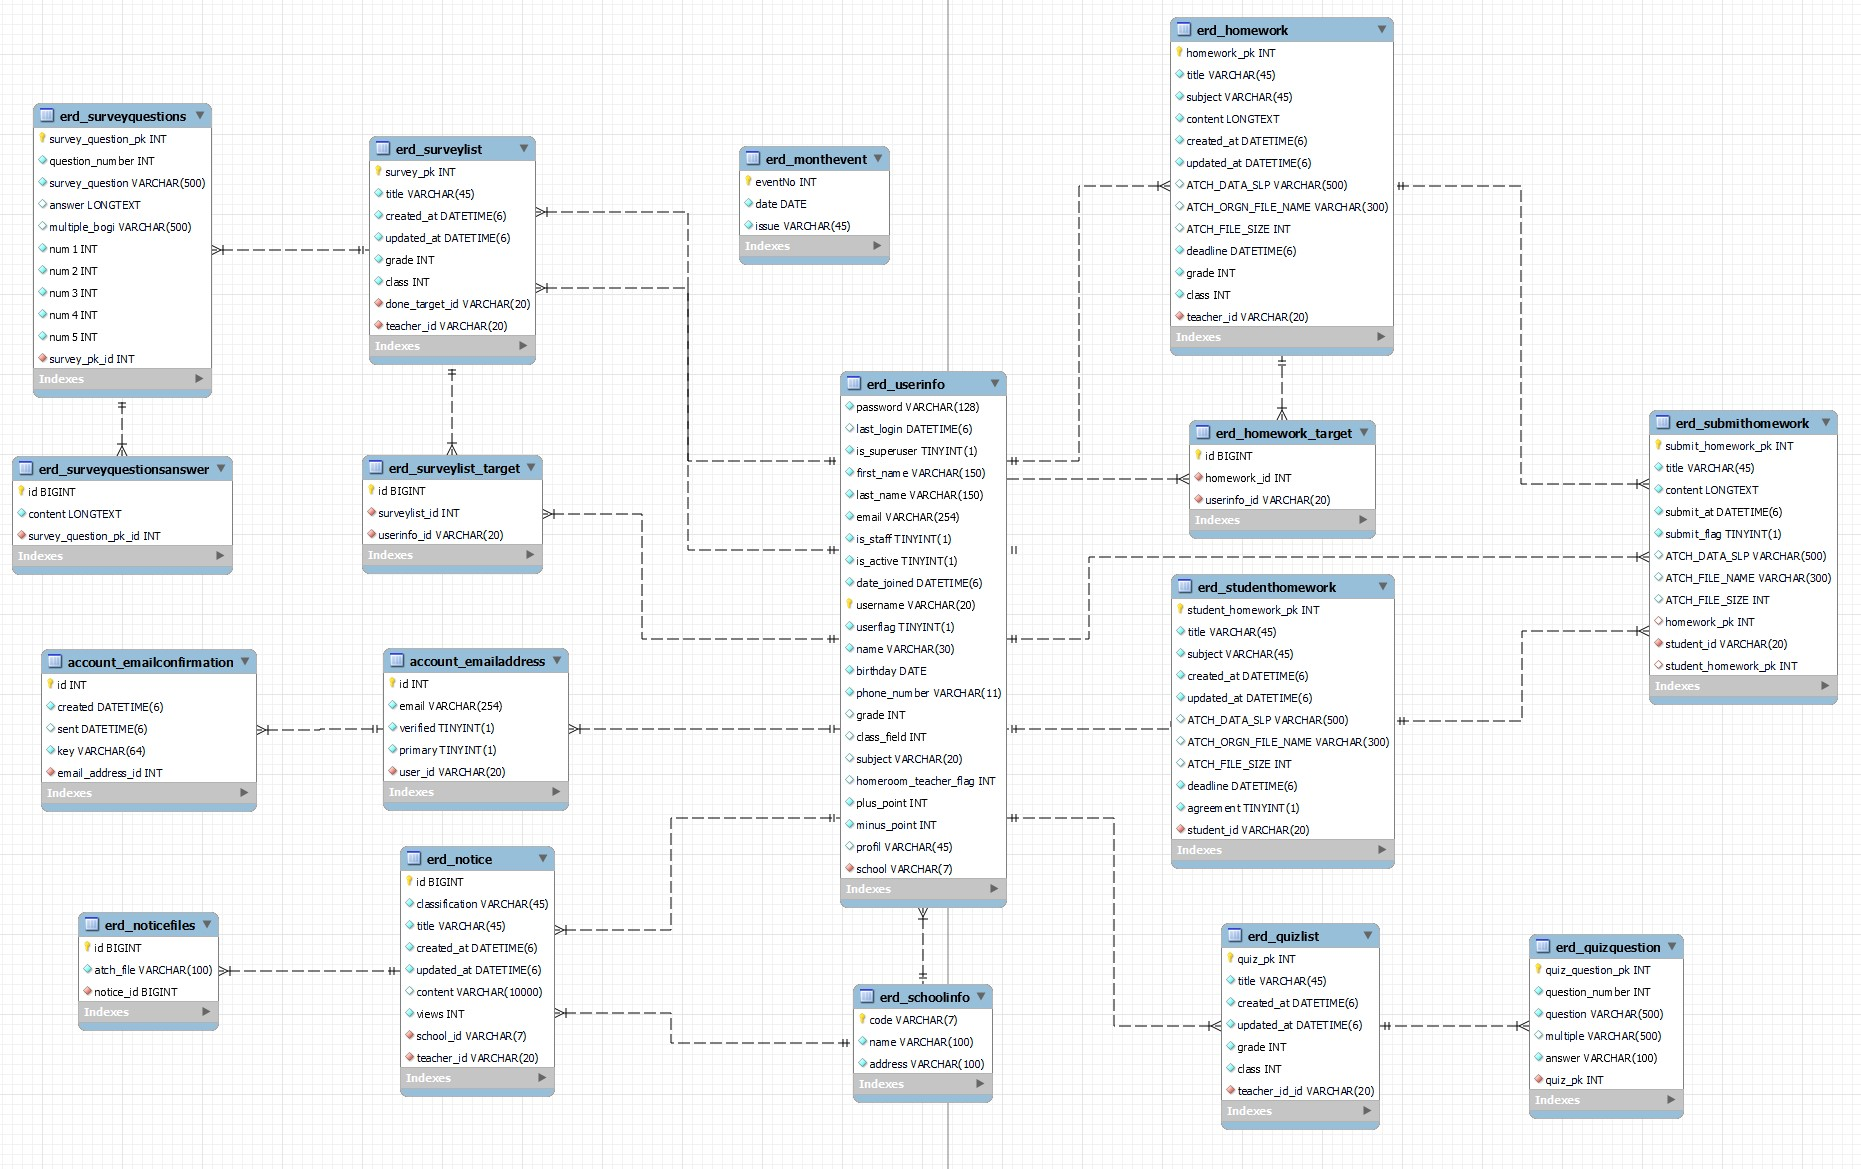 erd_surveyquestions
survey_question_pk INT
question_number INT
survey_question VARCHAR(500)
answer LONGTEXT
multiple_bogi VARCHAR(500)
num 1 INT
num 2 INT
num 3 INT
num 4 INT
num 5 INT
survey_pk_id INT
Indexes
erd_surveylist
survey_pk INT
title VARCHAR(45)
created_at DATETIME(6)
updated_at DATETIME(6)
grade INT
class INT
done_target_id VARCHAR(20)
teacher_id VARCHAR(20)
Indexes
erd_monthevent
eventNo INT
date DATE
issue VARCHAR(45)
Indexes
erd_homework
homework_pk INT
title VARCHAR(45)
subject VARCHAR(45)
content LONGTEXT
created_at DATETIME(6)
updated_at DATETIME(6)
ATCH_DATA_SLP VARCHAR(500)
ATCH_ORGN_FILE_NAME VARCHAR(300)
ATCH_FILE_SIZE INT
deadline DATETIME(6)
grade INT
class INT
teacher_id VARCHAR(20)
Indexes
erd_surveyquestionsanswer
id BIGINT
content LONGTEXT
survey_question_pk_id INT
Indexes
erd_surveylist_target
id BIGINT
surveylist_id INT
userinfo_id VARCHAR(20)
Indexes
erd_userinfo
password VARCHAR(128)
last_login DATETIME(6)
is_superuser TINYINT(1)
first_name VARCHAR(150)
last_name VARCHAR(150)
email VARCHAR(254)
is_staff TINYINT(1)
is_active TINYINT(1)
date_joined DATETIME(6)
username VARCHAR(20)
userflag TINYINT(1)
name VARCHAR(30)
birthday DATE
phone_number VARCHAR(11)
grade INT
class_field INT
subject VARCHAR(20)
homeroom_teacher_flag INT
plus_point INT
minus_point INT
profil VARCHAR(45)
school VARCHAR(7)
Indexes
erd_homework_target
id BIGINT
homework_id INT
userinfo_id VARCHAR(20)
Indexes
erd_submithomework
submit_homework_pk INT
title VARCHAR(45)
content LONGTEXT
submit_at DATETIME(6)
submit_flag TINYINT(1)
ATCH_DATA_SLP VARCHAR(500)
ATCH_FILE_NAME VARCHAR(300)
ATCH_FILE_SIZE INT
homework_pk INT
student_id VARCHAR(20)
student_homework_pk INT
Indexes
erd_studenthomework
student_homework_pk INT
title VARCHAR(45)
subject VARCHAR(45)
created_at DATETIME(6)
updated_at DATETIME(6)
ATCH_DATA_SLP VARCHAR(500)
ATCH_ORGN_FILE_NAME VARCHAR(300)
ATCH_FILE_SIZE INT
deadline DATETIME(6)
agreement TINYINT(1)
student_id VARCHAR(20)
Indexes
account_emailconfirmation
id INT
created DATETIME(6)
sent DATETIME(6)
key VARCHAR(64)
email_address_id INT
Indexes
account_emailaddress
id INT
email VARCHAR(254)
verified TINYINT(1)
primary TINYINT(1)
user_id VARCHAR(20)
Indexes
erd_noticefiles
id BIGINT
atch_file VARCHAR(100)
notice_id BIGINT
Indexes
erd_notice
id BIGINT
classification VARCHAR(45)
title VARCHAR(45)
created_at DATETIME(6)
updated_at DATETIME(6)
content VARCHAR(10000)
views INT
school_id VARCHAR(7)
teacher_id VARCHAR(20)
Indexes
erd_schoolinfo
code VARCHAR(7)
name VARCHAR(100)
address VARCHAR(100)
Indexes
erd_quizlist
quiz_pk INT
title VARCHAR(45)
created_at DATETIME(6)
updated_at DATETIME(6)
grade INT
class INT
teacher_id_id VARCHAR(20)
Indexes
erd_quizquestion
quiz_question_pk INT
question_number INT
question VARCHAR(500)
multiple VARCHAR(500)
answer VARCHAR(100)
quiz_pk INT
Indexes